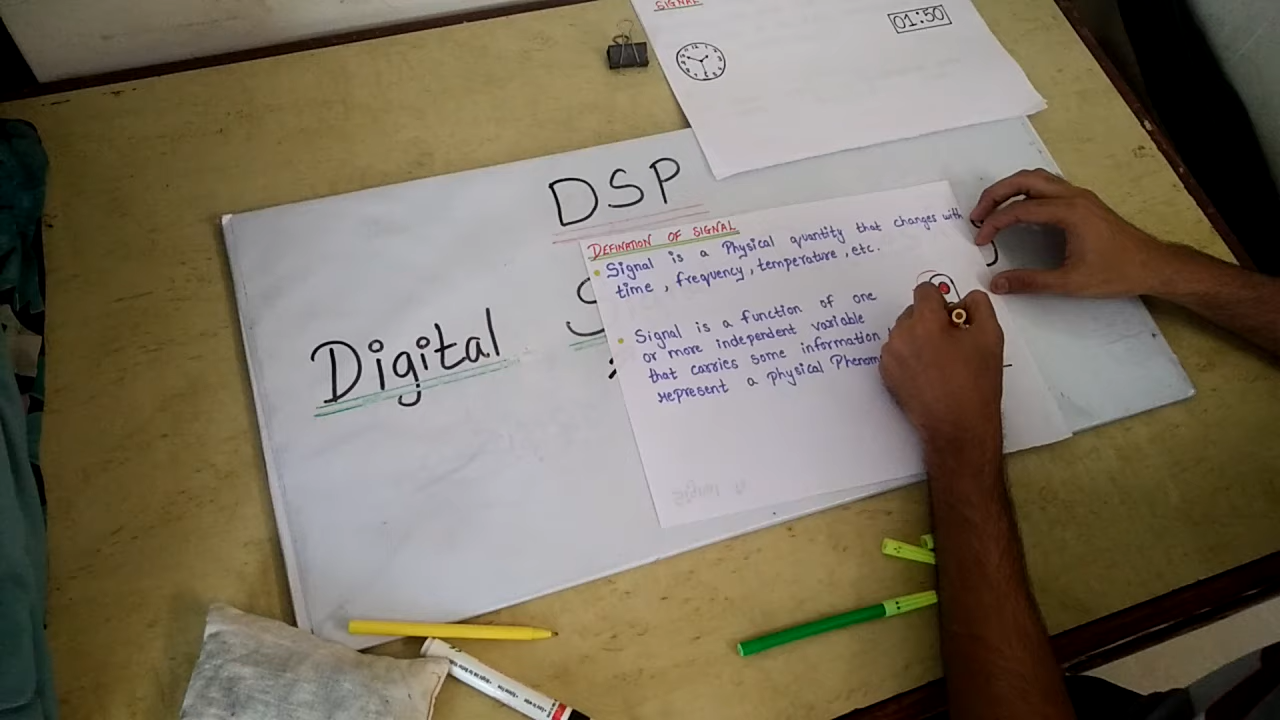 SIGNAL
01:50
DSP
DEFINATION OF SIGNAL
Signal is a Physical quantity that changes with
time, frequency, temperature, etc.
Signal is a function of one
or more independent variable
that carries some information
represent a physical Phenom
Digital
S